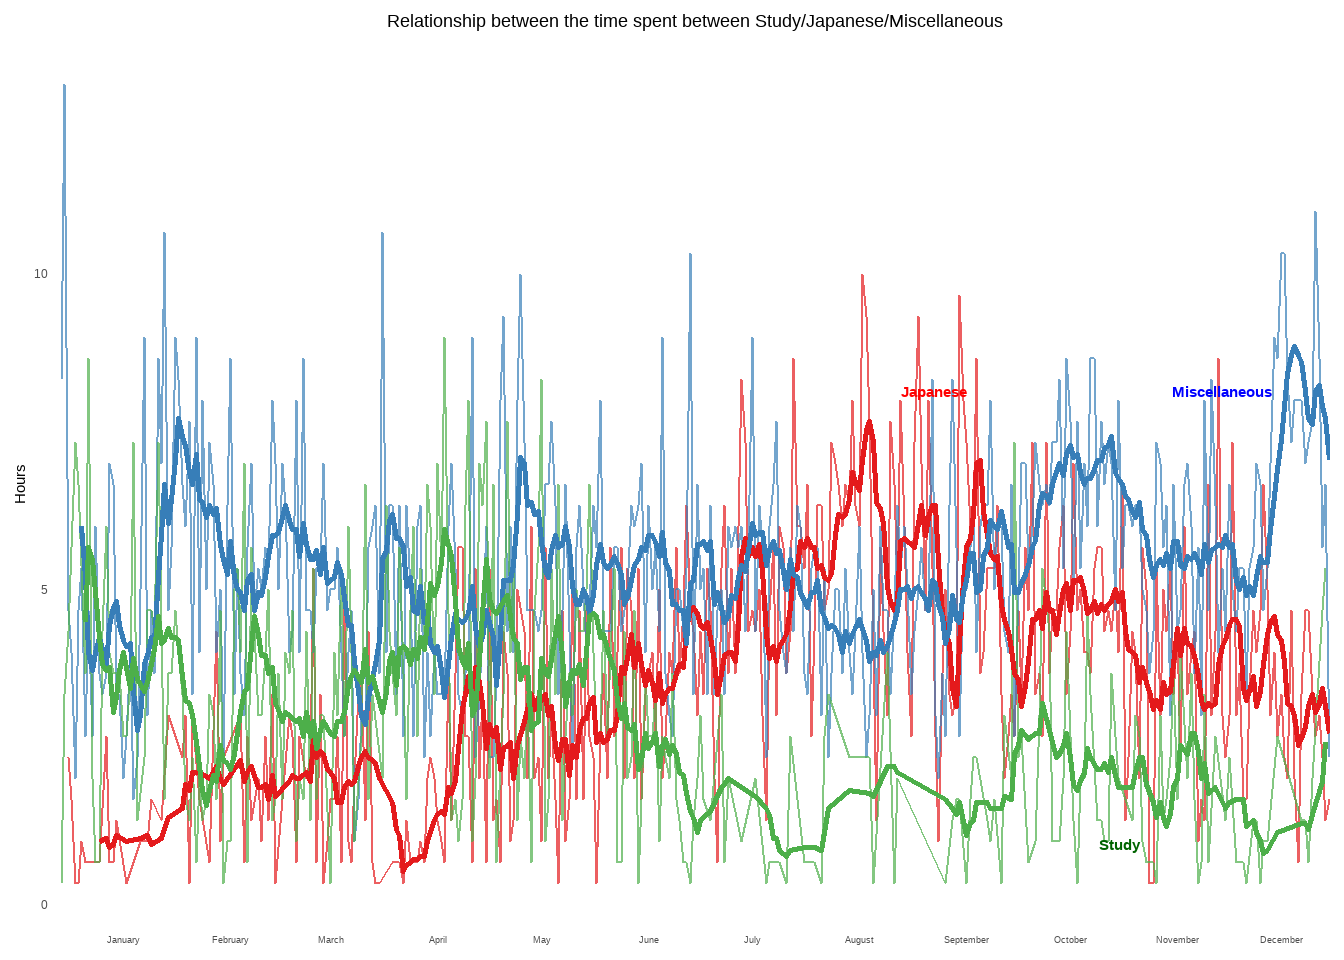 Relationship between the time spent between Study/Japanese/Miscellaneous
Hours
10
5
0
Japanese
Miscellaneous
Study
January February March April May June July August September October November December